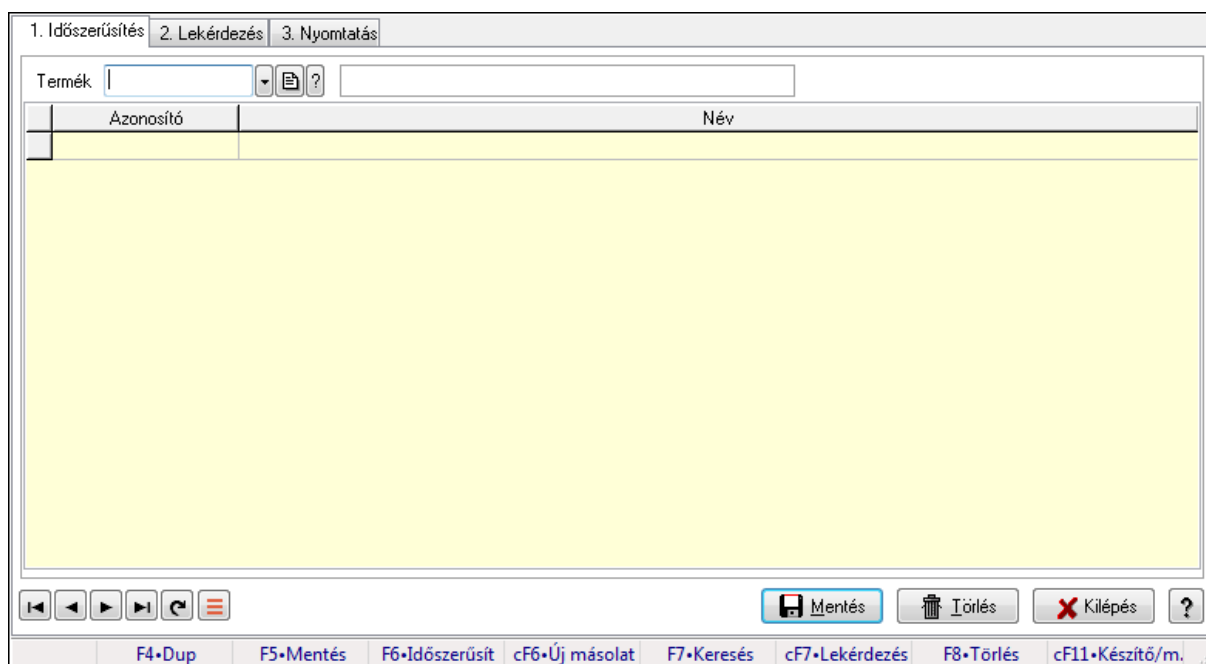 1. Időszerűsítés 2. Lekérdezés 3. Nyomtatás
Termék ?
Azonosító Név
Mentés Törlés Kilépés ?
F4•Dup F5•Mentés F6•Időszerűsít cF6•Új másolat F7•Keresés cF7•Lekérdezés F8•Törlés cF11•Készítő/m.